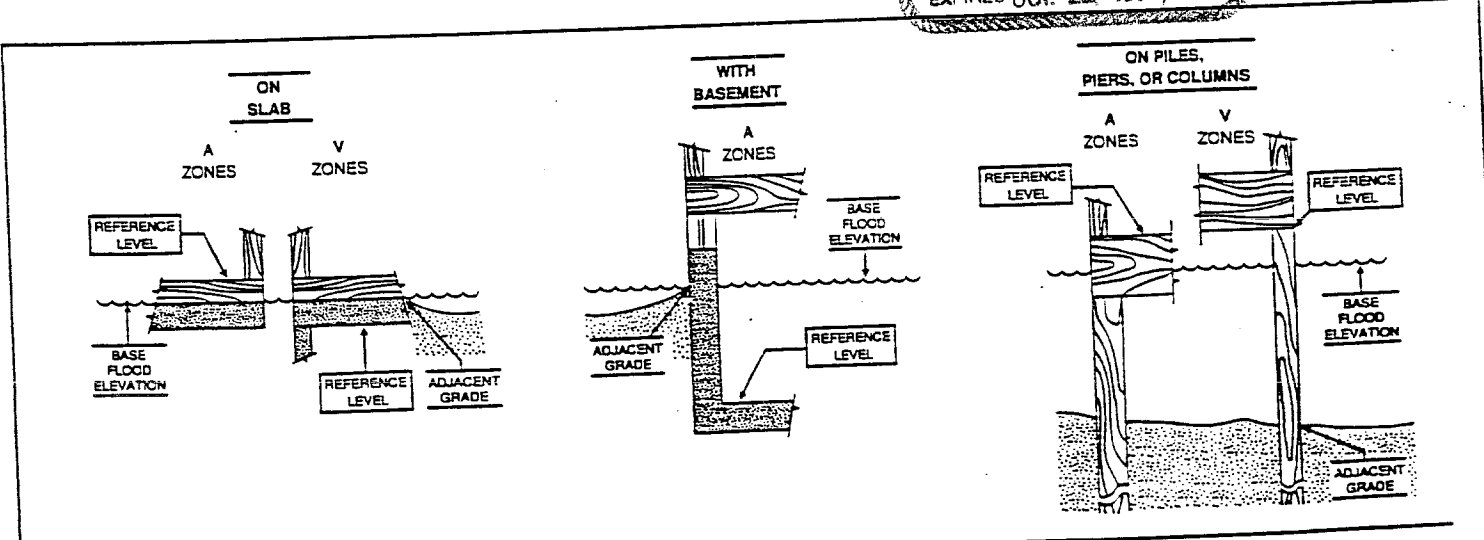 EXPIRES OCT.
ON
SLAB
A
ZONES
V
ZONES
REFERENCE
LEVEL
BASE
FLOOD
ELEVATION
REFERENCE
LEVEL
ADJACENT
GRADE
WITH
BASEMENT
A
ZONES
BASE
FLOOD
ELEVATION
ADJACENT
GRADE
REFERENCE
LEVEL
ON PILES,
PIERS, OR COLUMNS
A
ZONES
V
ZONES
REFERENCE
LEVEL
REFERENCE
LEVEL
BASE
FLOOD
ELEVATION
ADJACENT
GRADE